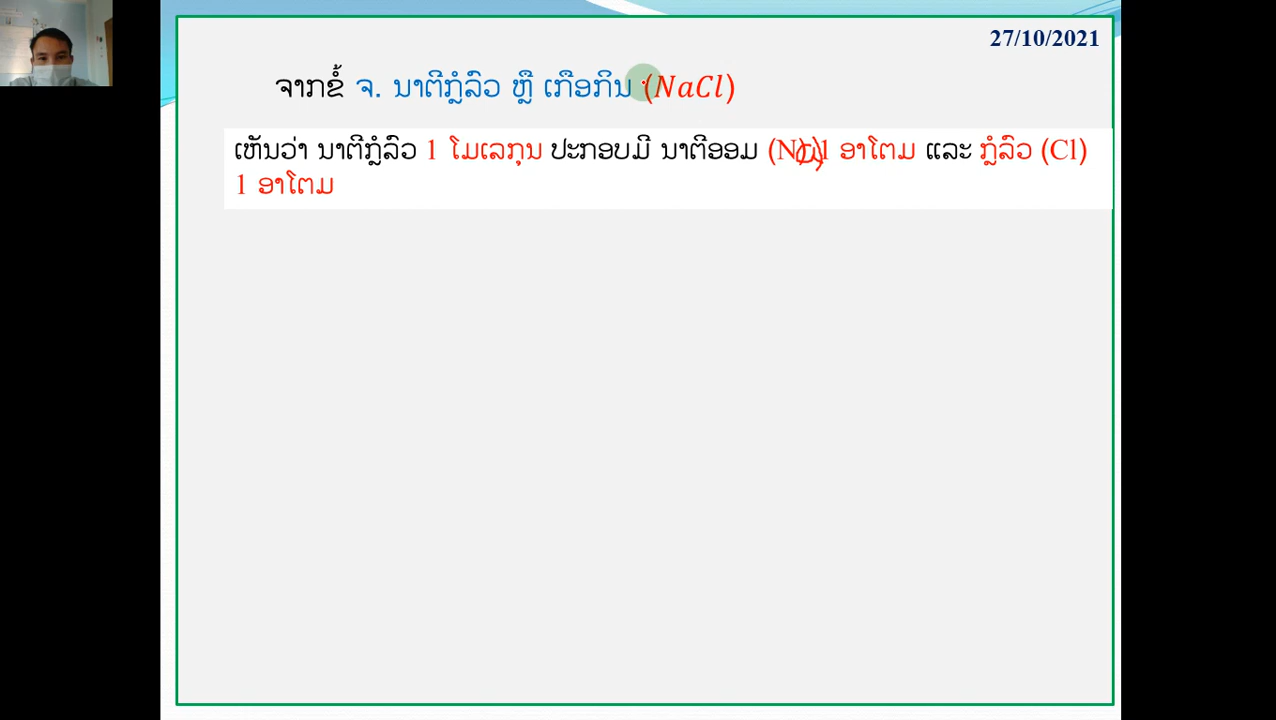 27/10/2021
ຈາກຂໍ້ ຈ. ນາຕີກຼໍລົວ ຫຼື ເກືອກິນ (NaCl)
ເຫັນວ່າ ນາຕີກຼໍລົວ 1 ໂມເລກຸນ ປະກອບມີ ນາຕີອອມ 1 ອາໂຕມ ແລະ ກຼໍລົວ (Cl)
1 ອາໂຕມ